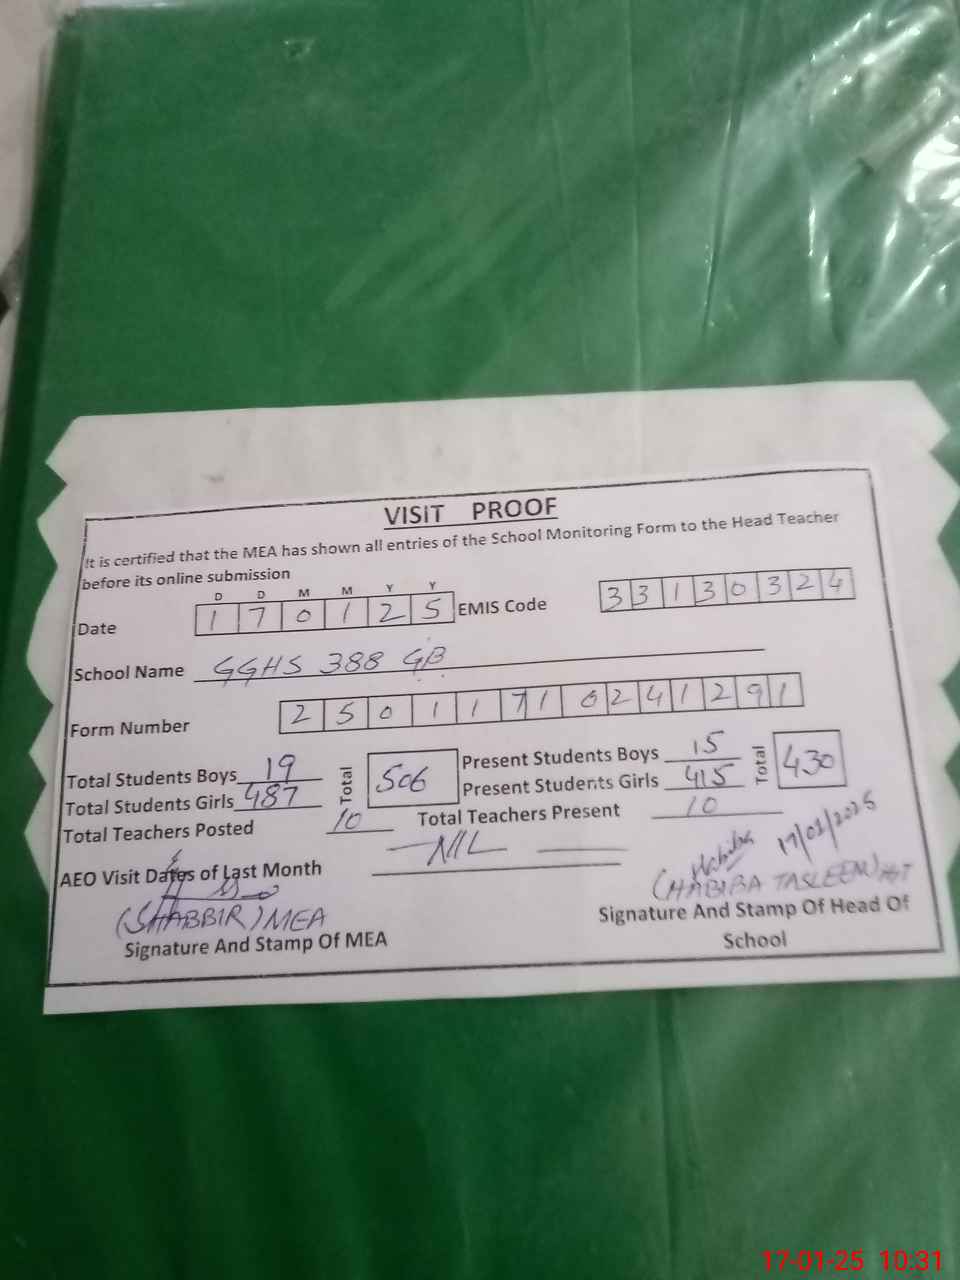 VISIT PROOF
It is certified that the MEA has shown all entries of the School Monitoring Form to the Head Teacher
before its online submission
D D M M Y Y
Date 1 7 0 1 2 5 EMIS Code 3 3 1 3 0 3 2 4
School Name GGHS 388 GB
Form Number 2 5 0 1 1 7 1 0 2 4 1 2 9 1
Total Students Boys 19 Total 506 Present Students Boys 15 Total 430
Total Students Girls 487 Present Students Girls 415
Total Teachers Posted 10 Total Teachers Present 10
AEO Visit Dates of Last Month NIL
Habiba 17/01/2025
(SHABBIR) MEA (HABIBA TASLEEM) HST
Signature And Stamp Of MEA Signature And Stamp Of Head Of
School
17-01-25 10:31